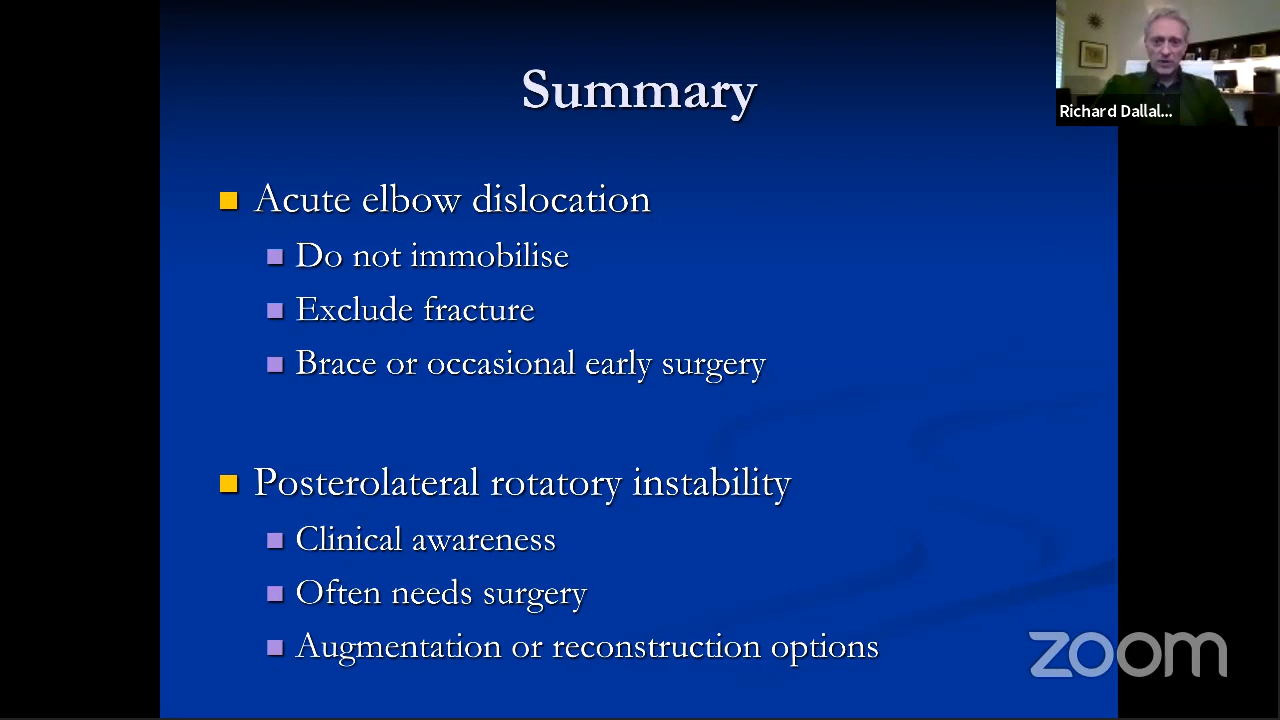 Summary
Richard Dallal...
Acute elbow dislocation
Do not immobilise
Exclude fracture
Brace or occasional early surgery
Posterolateral rotatory instability
Clinical awareness
Often needs surgery
Augmentation or reconstruction options
zoom